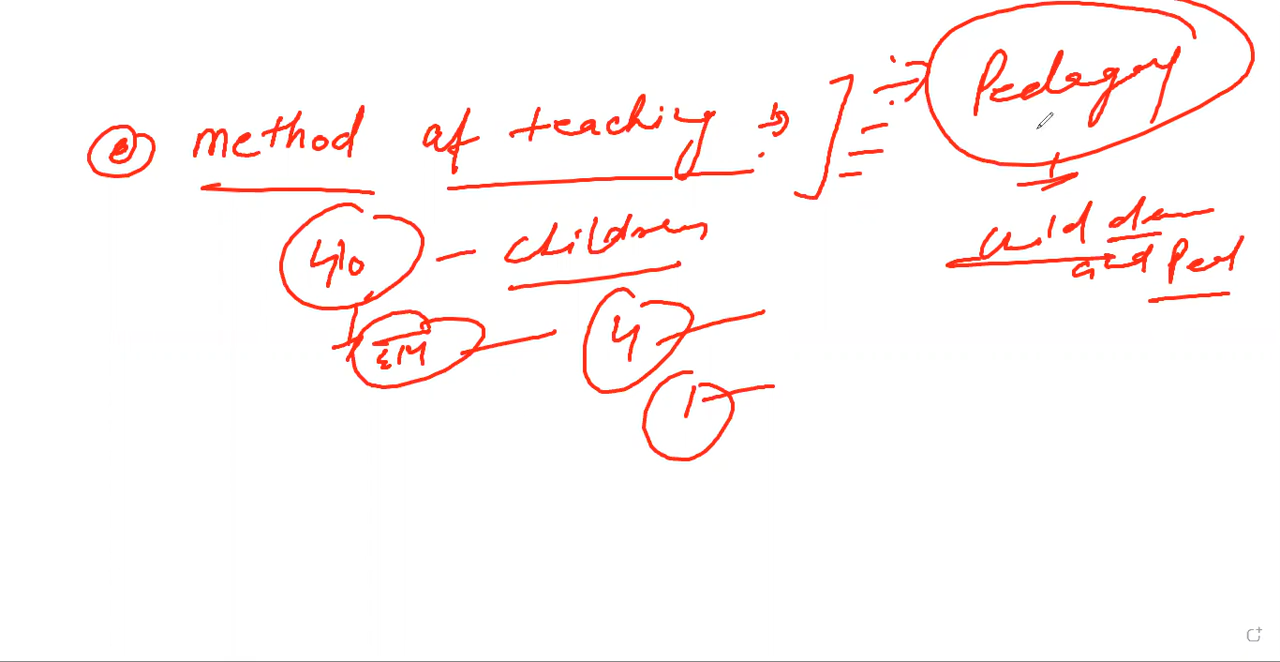 e method of teaching :-> ] :-> Pedagogy
40 - children
child dev
and Ped
4
1